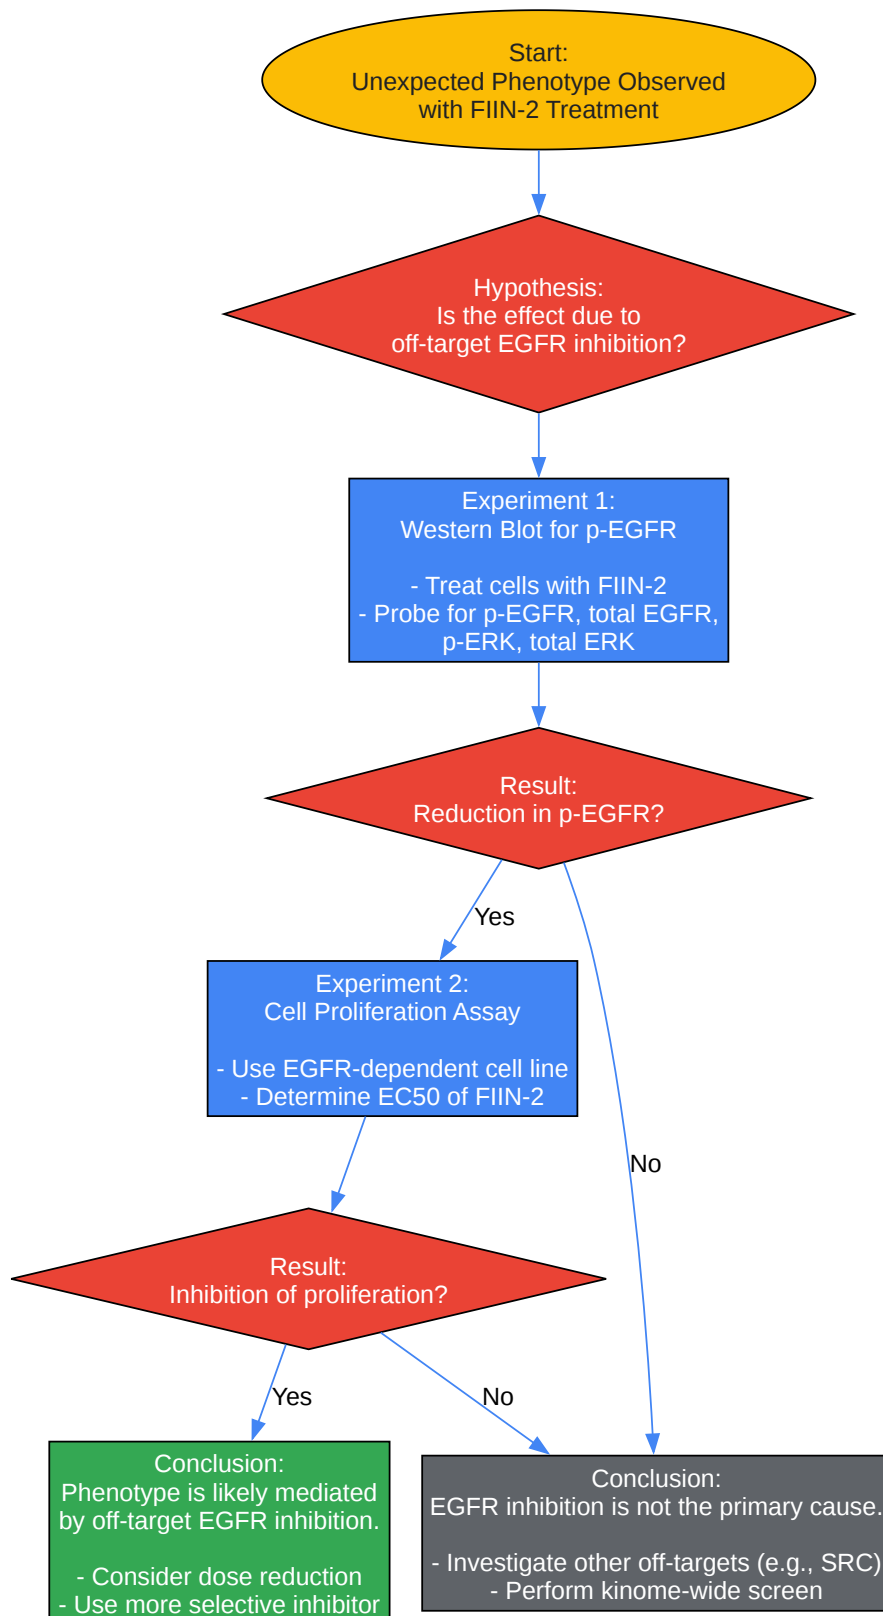 Start:
Unexpected Phenotype Observed
with FIIN-2 Treatment
Hypothesis:
Is the effect due to
off-target EGFR inhibition?
Experiment 1:
Western Blot for p-EGFR
- Treat cells with FIIN-2
- Probe for p-EGFR, total EGFR,
p-ERK, total ERK
Result:
Reduction in p-EGFR?
Yes
Experiment 2:
Cell Proliferation Assay
- Use EGFR-dependent cell line
- Determine EC50 of FIIN-2
No
Result:
Inhibition of proliferation?
Yes
No
Conclusion:
Phenotype is likely mediated
by off-target EGFR inhibition.
- Consider dose reduction
- Use more selective inhibitor
Conclusion:
EGFR inhibition is not the primary cause.
- Investigate other off-targets (e.g., SRC)
- Perform kinome-wide screen